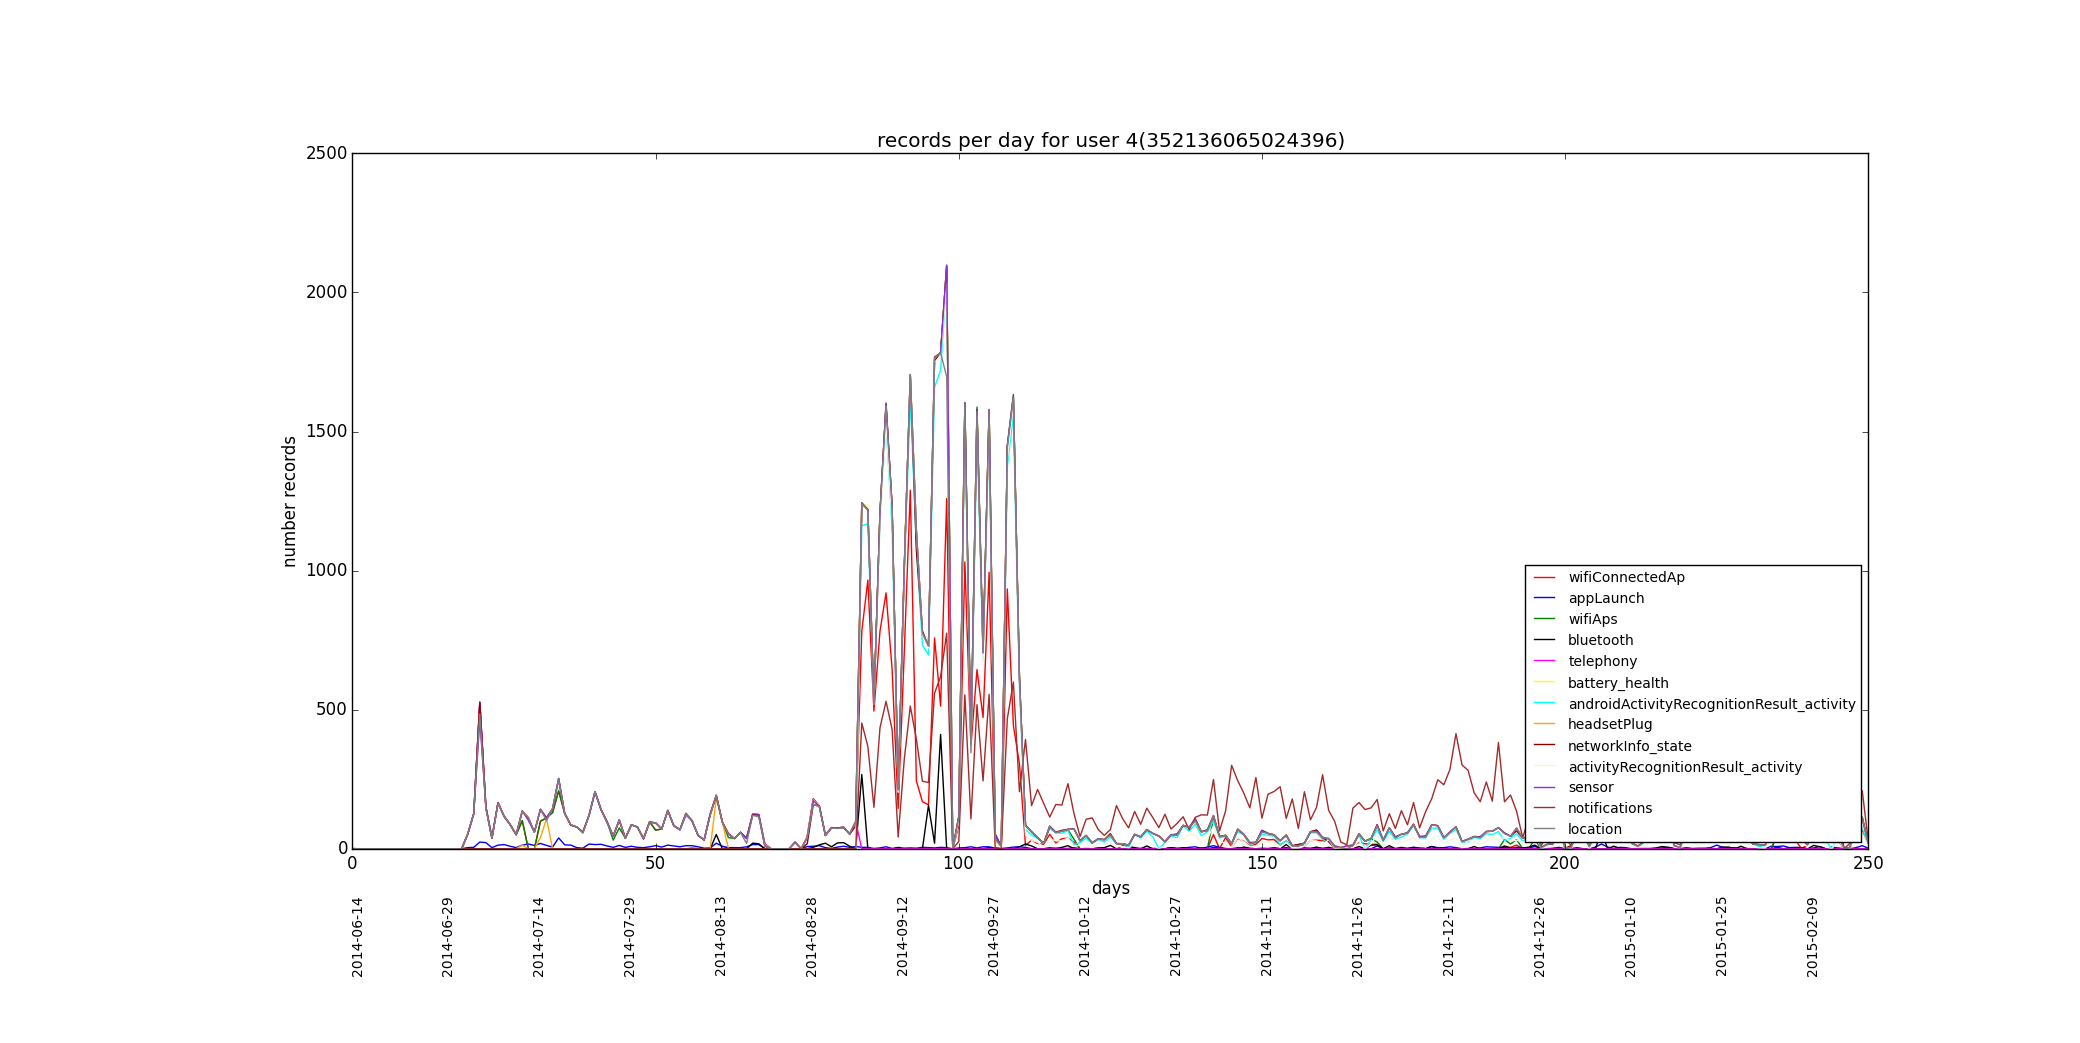 records per day for user 4(352136065024396)
2500
2000
1500
1000
500
0
number records
wifiConnectedAp
appLaunch
wifiAps
bluetooth
telephony
battery_health
androidActivityRecognitionResult_activity
headsetPlug
networkInfo_state
activityRecognitionResult_activity
sensor
notifications
location
0 50 100 150 200 250
days
2014-06-14
2014-06-29
2014-07-14
2014-07-29
2014-08-13
2014-08-28
2014-09-12
2014-09-27
2014-10-12
2014-10-27
2014-11-11
2014-11-26
2014-12-11
2014-12-26
2015-01-10
2015-01-25
2015-02-09